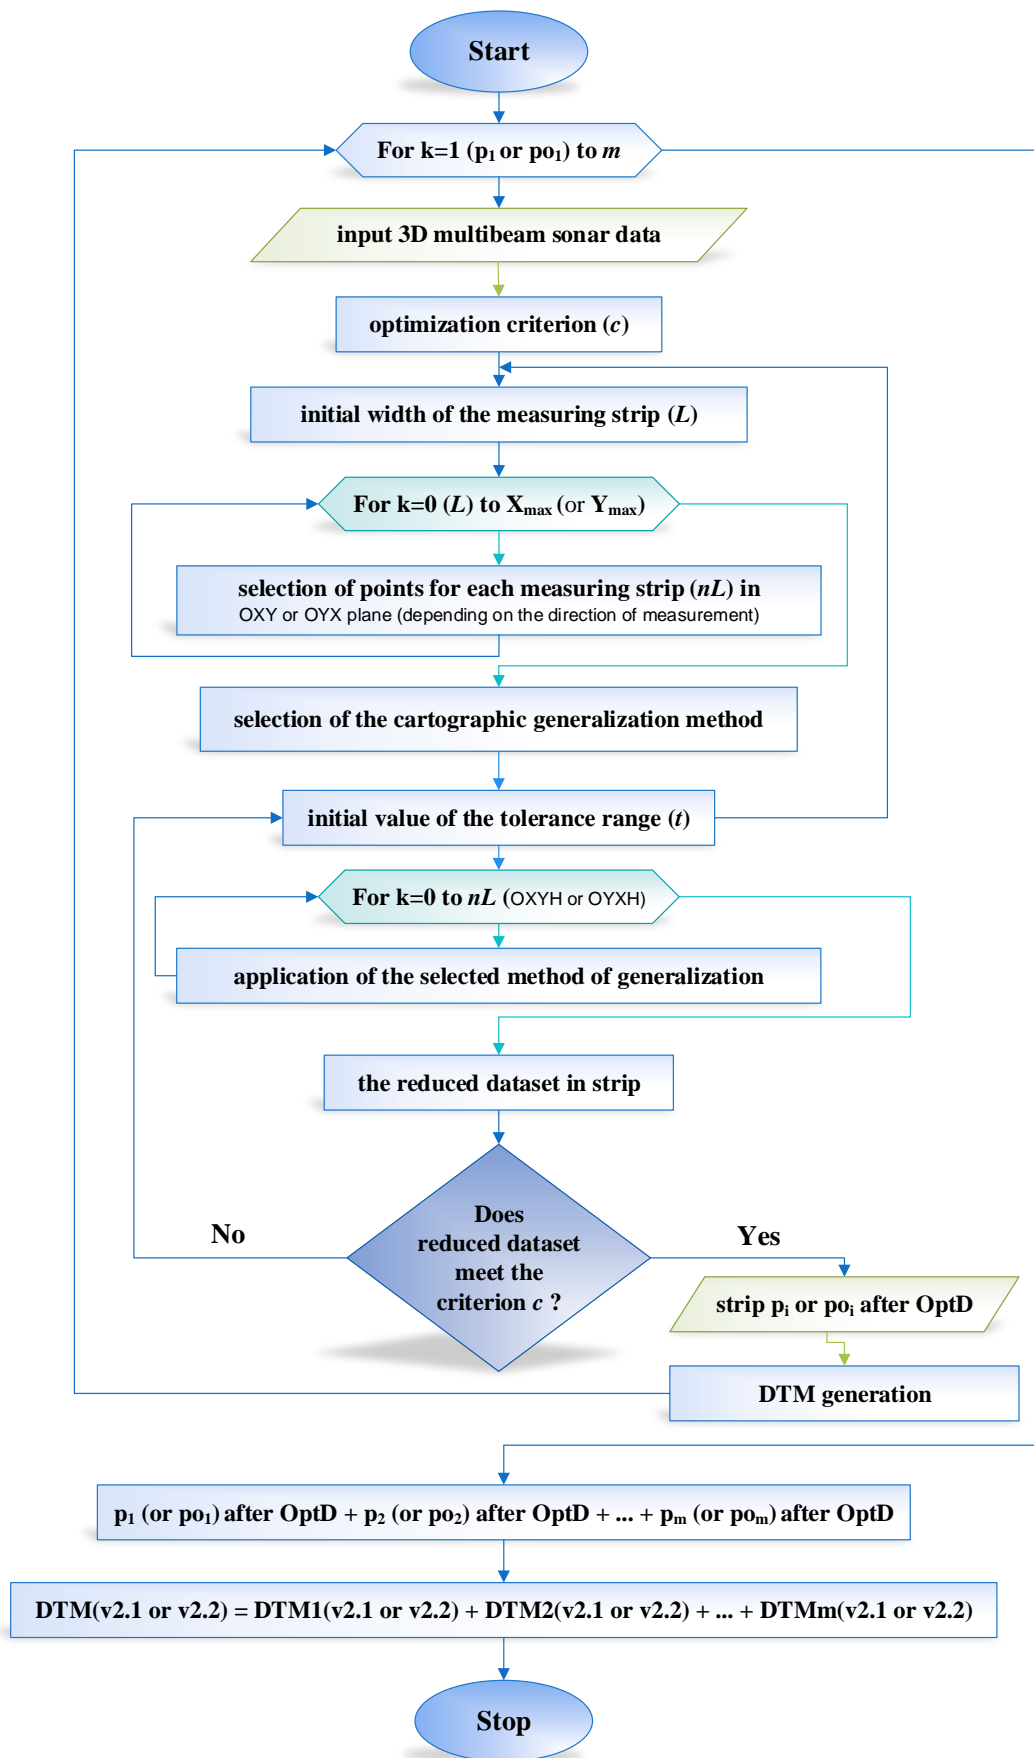 Start
For k=1 (p₁ or po₁) to m
input 3D multibeam sonar data
optimization criterion (c)
initial width of the measuring strip (L)
For k=0 (L) to Xmax (or Ymax)
selection of points for each measuring strip (nL) in
OXY or OYX plane (depending on the direction of measurement)
selection of the cartographic generalization method
initial value of the tolerance range (t)
For k=0 to nL (OXYH or OYXH)
application of the selected method of generalization
the reduced dataset in strip
Does
reduced dataset
meet the
criterion c ?
No
Yes
strip pᵢ or poᵢ after OptD
DTM generation
p₁ (or po₁) after OptD + p₂ (or po₂) after OptD + ... + pₘ (or poₘ) after OptD
DTM(v2.1 or v2.2) = DTM1(v2.1 or v2.2) + DTM2(v2.1 or v2.2) + ... + DTMm(v2.1 or v2.2)
Stop